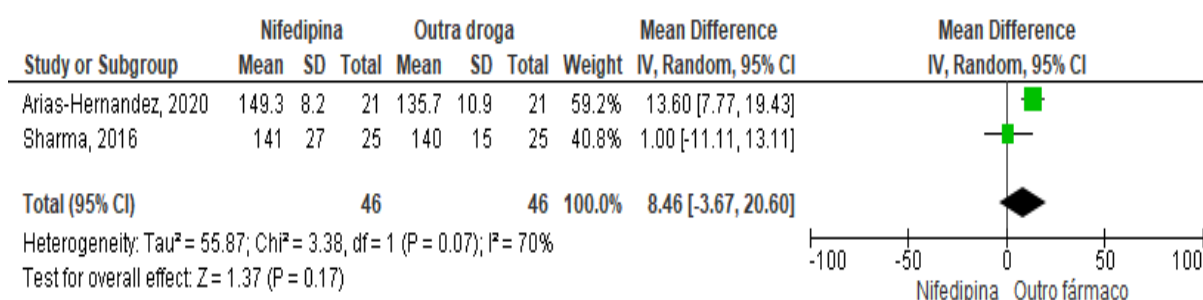 Nifedipina Outra droga Mean Difference Mean Difference
Study or Subgroup Mean SD Total Mean SD Total Weight IV, Random, 95% CI IV, Random, 95% CI
Arias-Hernandez, 2020 149.3 8.2 21 135.7 10.9 21 59.2% 13.60 [7.77, 19.43]
Sharma, 2016 141 27 25 140 15 25 40.8% 1.00 [-11.11, 13.11]
Total (95% CI) 46 46 100.0% 8.46 [-3.67, 20.60]
Heterogeneity: Tau² = 55.87; Chi² = 3.38, df = 1 (P = 0.07); I² = 70%
Test for overall effect: Z = 1.37 (P = 0.17)
-100 -50 0 50 100
Nifedipina Outro fármaco